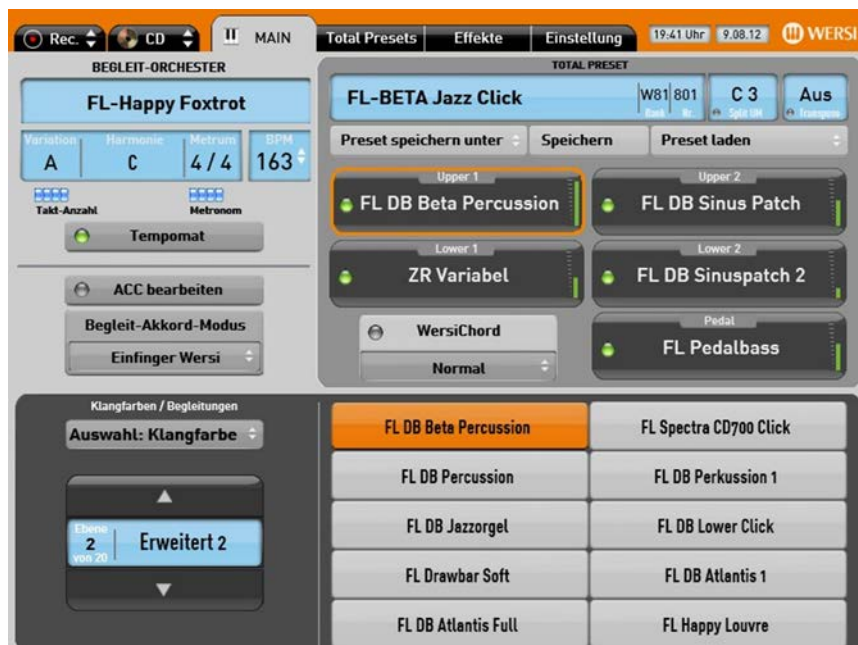 Rec.
CD
MAIN
Total Presets
Effekte
Einstellung
19:41 Uhr
9.08.12
WERSI
BEGLEIT-ORCHESTER
FL-Happy Foxtrot
Variation
Harmonie
Metrum
BPM
A
C
4/4
163
Takt-Anzahl
Metronom
Tempomat
ACC bearbeiten
Begleit-Akkord-Modus
Einfinger Wersi
TOTAL PRESET
FL-BETA Jazz Click
W81
801
Bank
Nr.
C 3
Split UM
Aus
Transpose
Preset speichern unter
Speichern
Preset laden
Upper 1
FL DB Beta Percussion
Upper 2
FL DB Sinus Patch
Lower 1
ZR Variabel
Lower 2
FL DB Sinuspatch 2
WersiChord
Normal
Pedal
FL Pedalbass
Klangfarben / Begleitungen
Auswahl: Klangfarbe
Ebene
2
von 20
Erweitert 2
FL DB Beta Percussion
FL Spectra CD700 Click
FL DB Percussion
FL DB Perkussion 1
FL DB Jazzorgel
FL DB Lower Click
FL Drawbar Soft
FL DB Atlantis 1
FL DB Atlantis Full
FL Happy Louvre